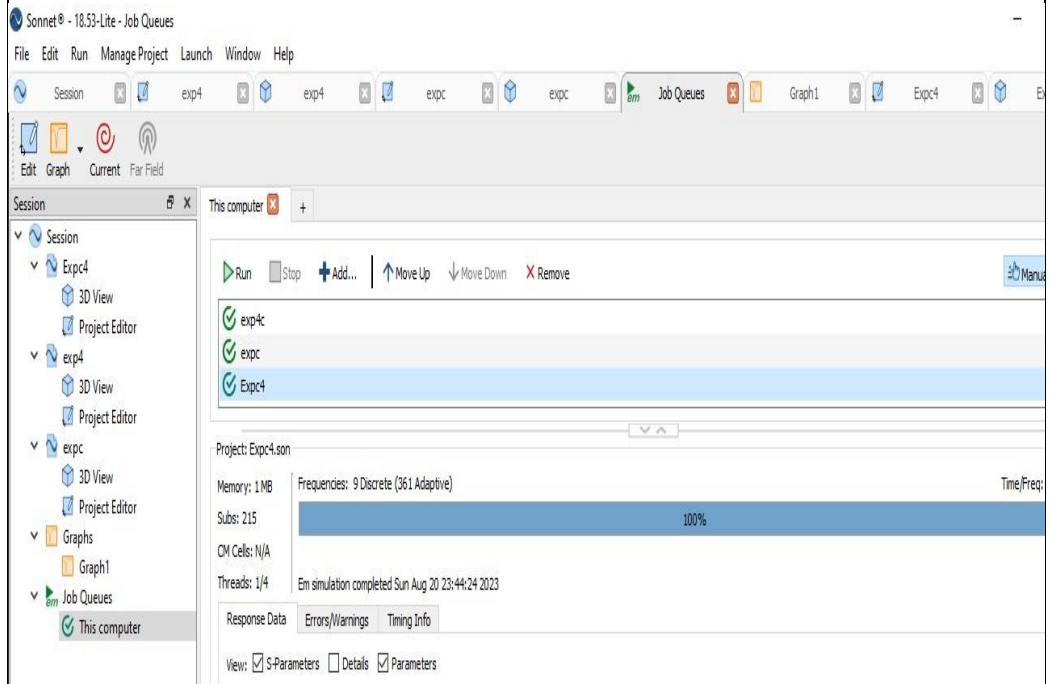 Sonnet® - 18.53-Lite - Job Queues
File Edit Run Manage Project Launch Window Help
Session exp4 exp4 expc expc em Job Queues Graph1 Expc4
Edit Graph Current Far Field
Session
This computer +
Session
Expc4
3D View
Project Editor
exp4
3D View
Project Editor
expc
3D View
Project Editor
Graphs
Graph1
em Job Queues
This computer
Run Stop Add... Move Up Move Down Remove
exp4c
expc
Expc4
Project: Expc4.son
Memory: 1 MB Frequencies: 9 Discrete (361 Adaptive) Time/Freq:
Subs: 215 100%
CM Cells: N/A
Threads: 1/4 Em simulation completed Sun Aug 20 23:44:24 2023
Response Data Errors/Warnings Timing Info
View: S-Parameters Details Parameters